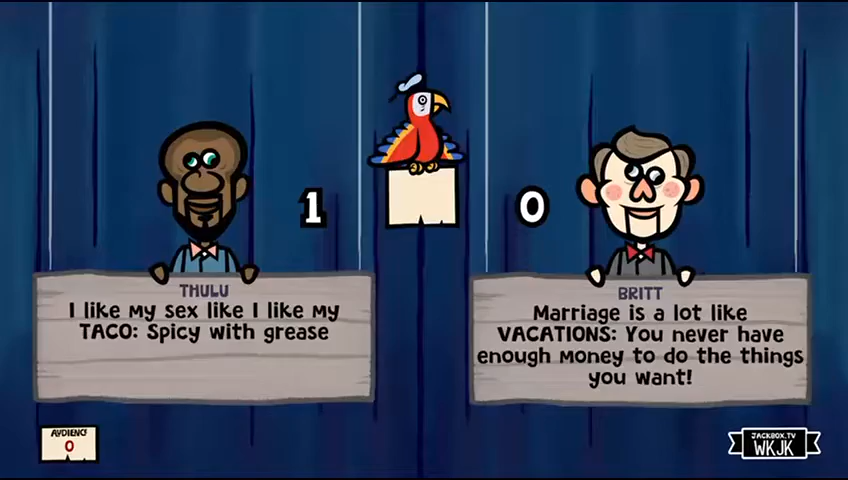 1
0
THULU
I like my sex like I like my
TACO: Spicy with grease
BRITT
Marriage is a lot like
VACATIONS: You never have
enough money to do the things
you want!
AUDIENCE
0
JACKBOX.TV
WKJK